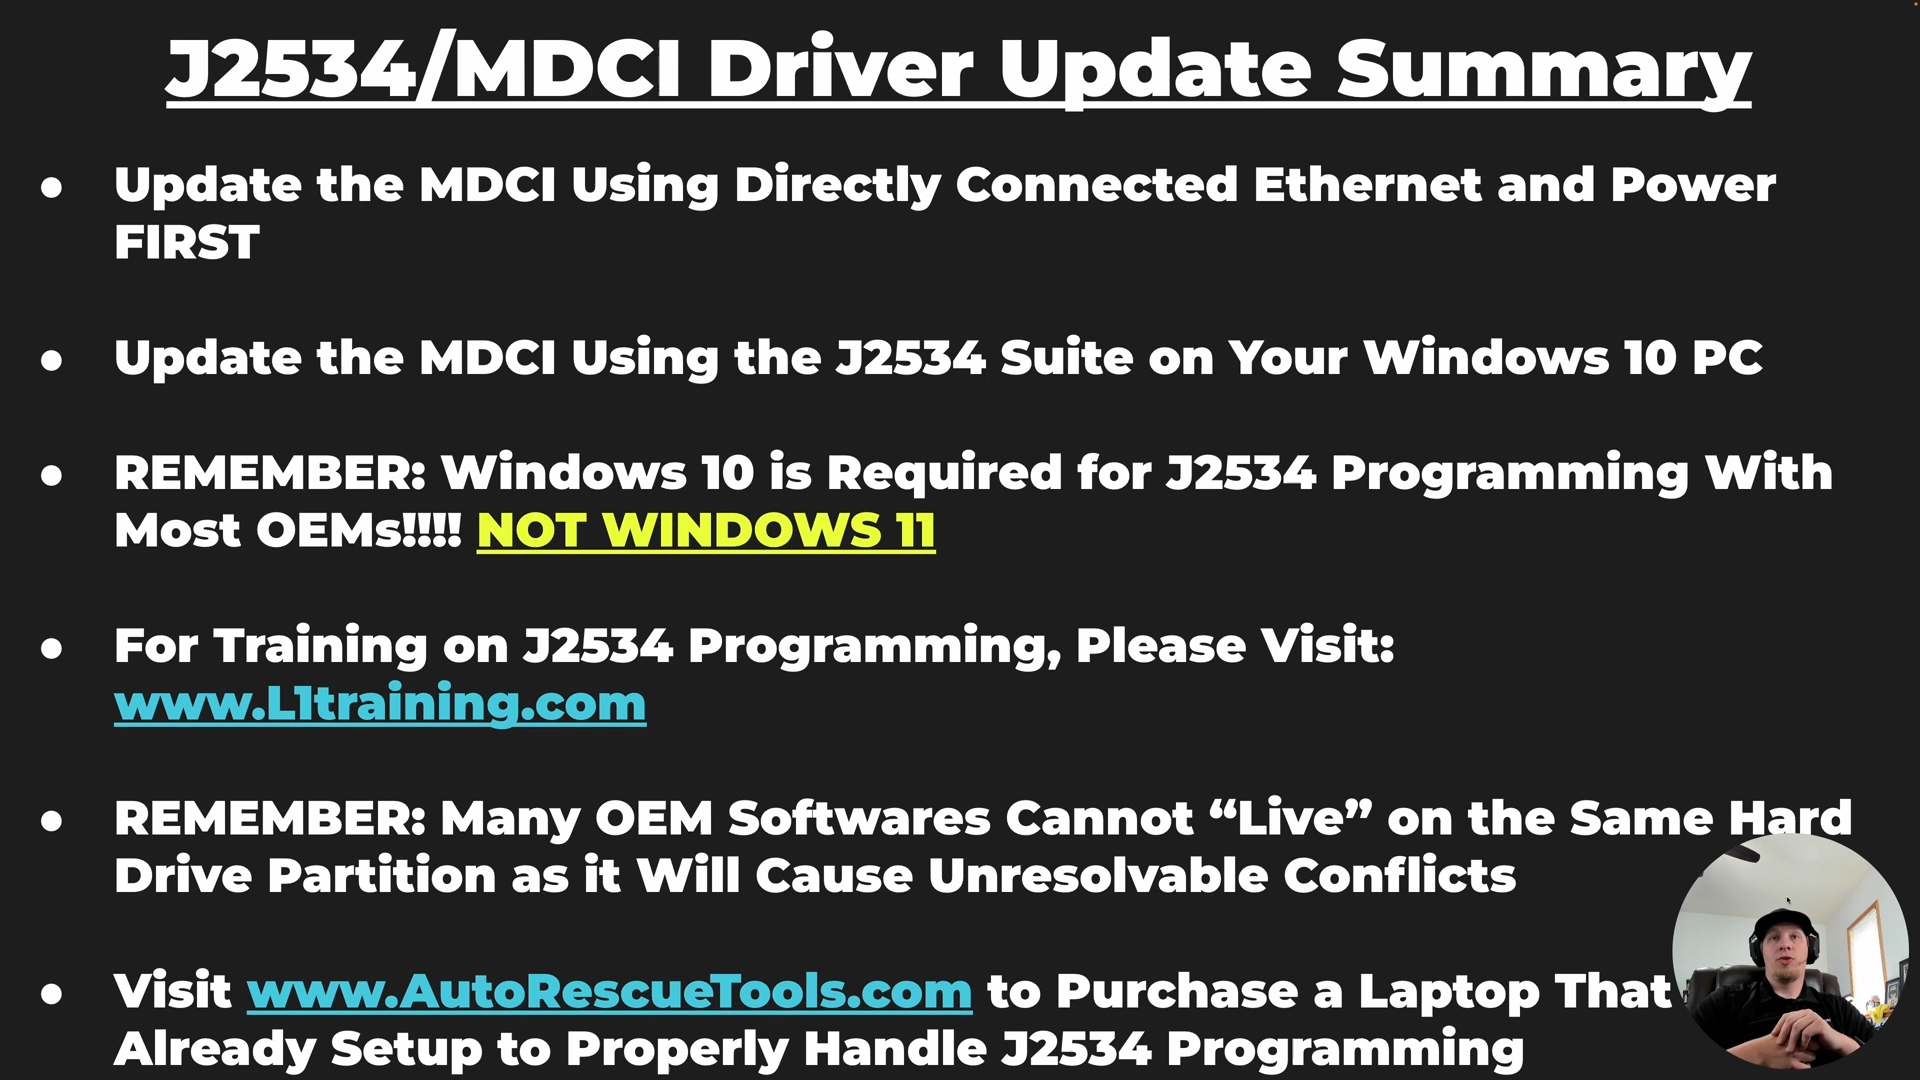 J2534/MDCI Driver Update Summary
● Update the MDCI Using Directly Connected Ethernet and Power
FIRST
● Update the MDCI Using the J2534 Suite on Your Windows 10 PC
● REMEMBER: Windows 10 is Required for J2534 Programming With
Most OEMs!!!! NOT WINDOWS 11
● For Training on J2534 Programming, Please Visit:
www.L1training.com
● REMEMBER: Many OEM Softwares Cannot “Live” on the Same Hard
Drive Partition as it Will Cause Unresolvable Conflicts
● Visit www.AutoRescueTools.com to Purchase a Laptop That
Already Setup to Properly Handle J2534 Programming